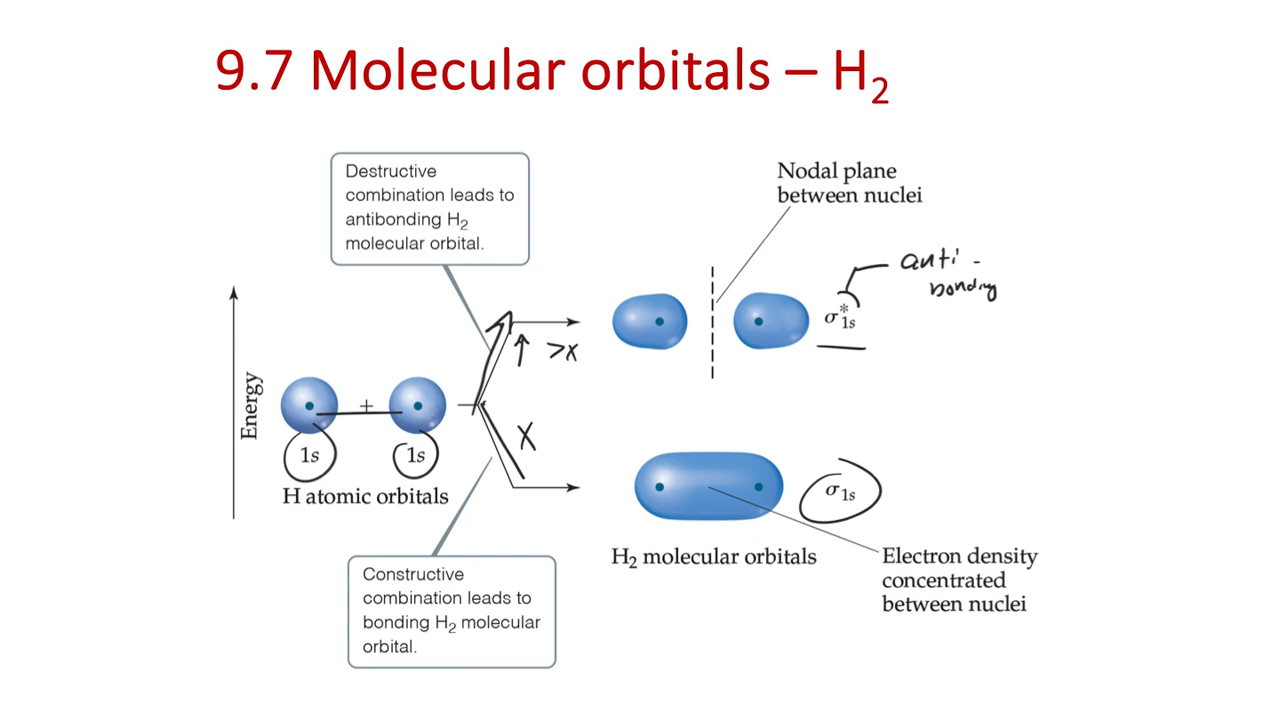 9.7 Molecular orbitals – H₂
Destructive
combination leads to
antibonding H₂
molecular orbital.
Nodal plane
between nuclei
anti -
bonding
σ*1s
>x
Energy
+
x
1s
1s
H atomic orbitals
σ1s
H₂ molecular orbitals
Electron density
concentrated
between nuclei
Constructive
combination leads to
bonding H₂ molecular
orbital.